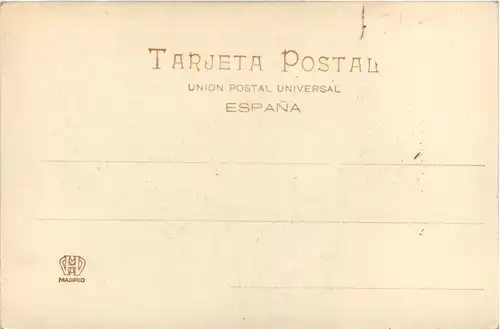 TARJETA POSTAL
UNION POSTAL UNIVERSAL
ESPAÑA
MADRID